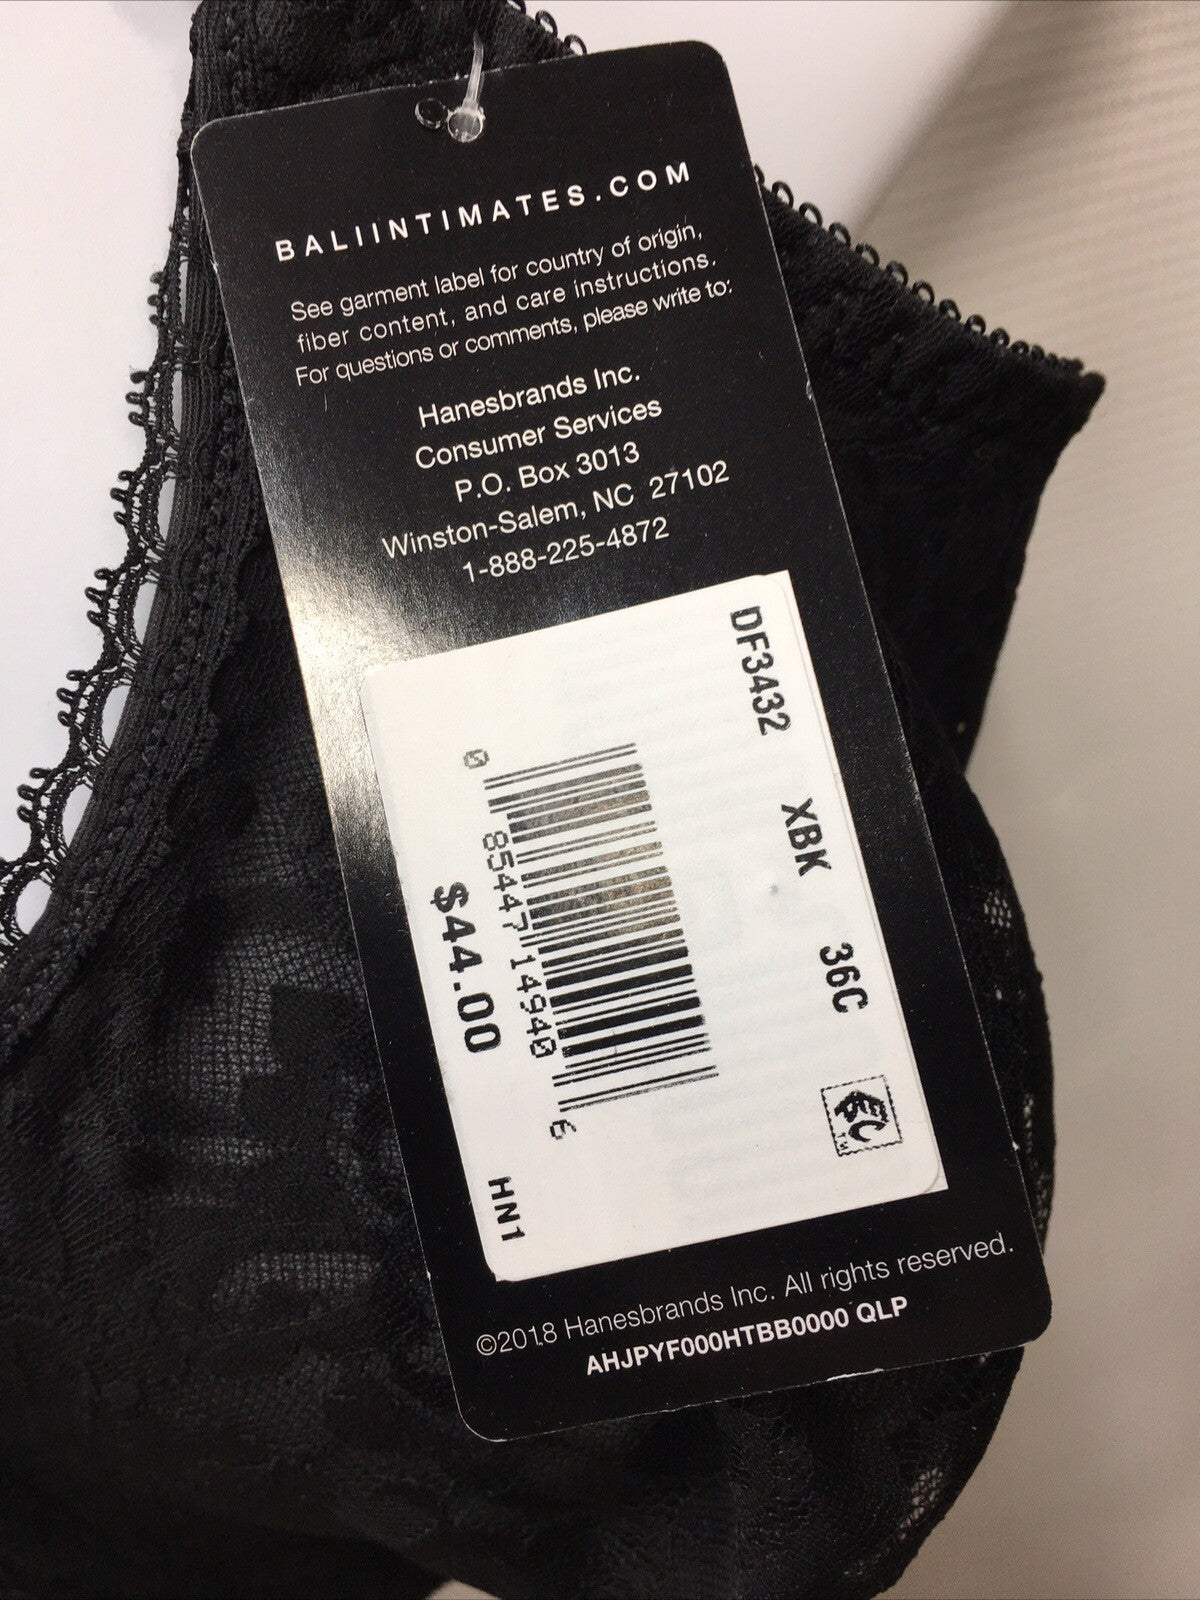 BALIINTIMATES.COM
See garment label for country of origin,
fiber content, and care instructions.
For questions or comments, please write to:
Hanesbrands Inc.
Consumer Services
P.O. Box 3013
Winston-Salem, NC 27102
1-888-225-4872
DF3432 XBK 36C
EC
TM
0 85447 14940 6
$44.00 HN1
©2018 Hanesbrands Inc. All rights reserved.
AHJPYF000HTBB0000 QLP